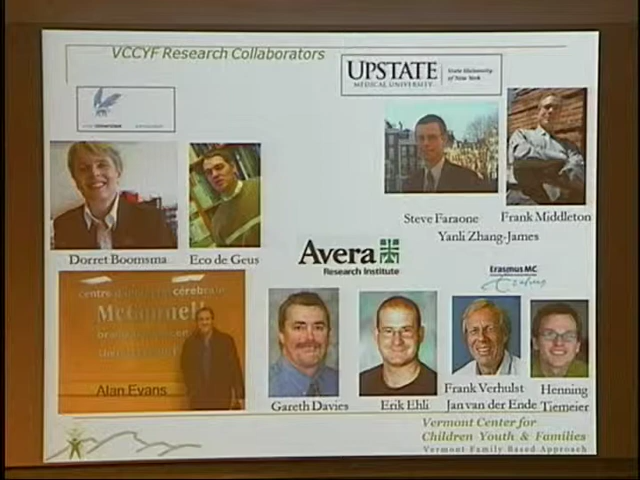 VCCYF Research Collaborators
UPSTATE
MEDICAL UNIVERSITY
State University
of New York
Steve Faraone
Frank Middleton
Yanli Zhang-James
Dorret Boomsma
Eco de Geus
Avera
Research Institute
Erasmus MC
McConnell
Alan Evans
Gareth Davies
Erik Ehli
Frank Verhulst
Jan van der Ende
Henning
Tiemeier
Vermont Center for
Children Youth & Families
Vermont Family Based Approach